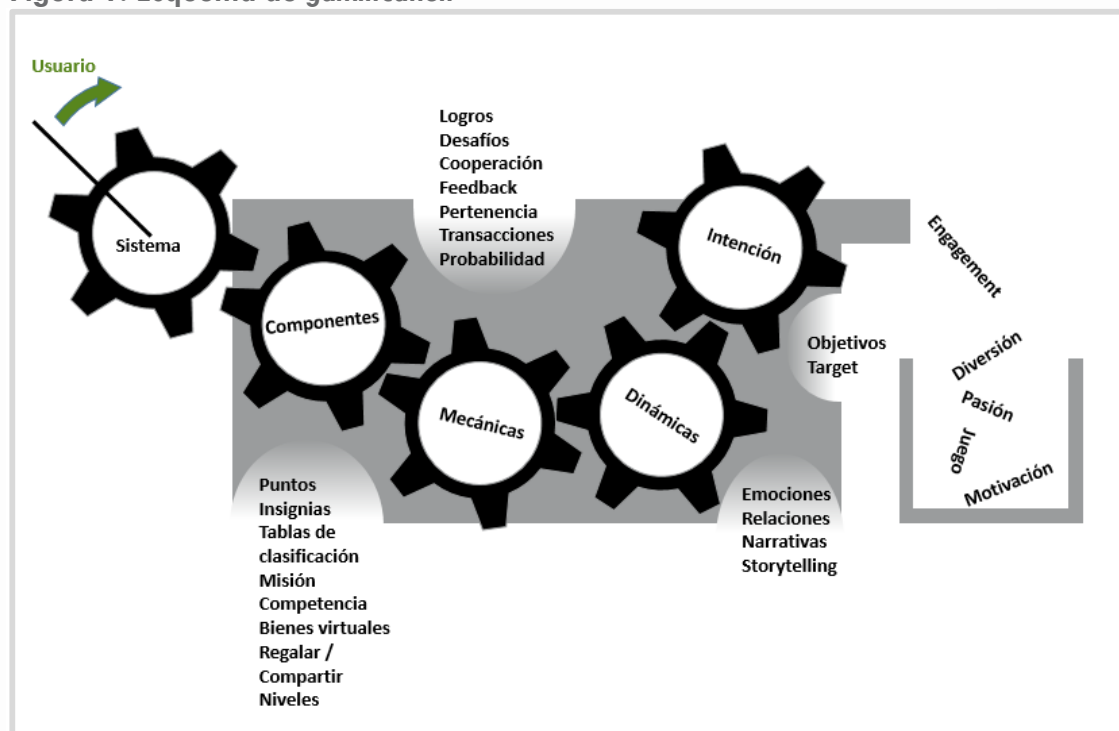 Usuario
Sistema
Logros
Desafíos
Cooperación
Feedback
Pertenencia
Transacciones
Probabilidad
Componentes
Mecánicas
Dinámicas
Intención
Objetivos
Target
Puntos
Insignias
Tablas de
clasificación
Misión
Competencia
Bienes virtuales
Regalar /
Compartir
Niveles
Emociones
Relaciones
Narrativas
Storytelling
Engagement
Diversión
Pasión
Juego
Motivación